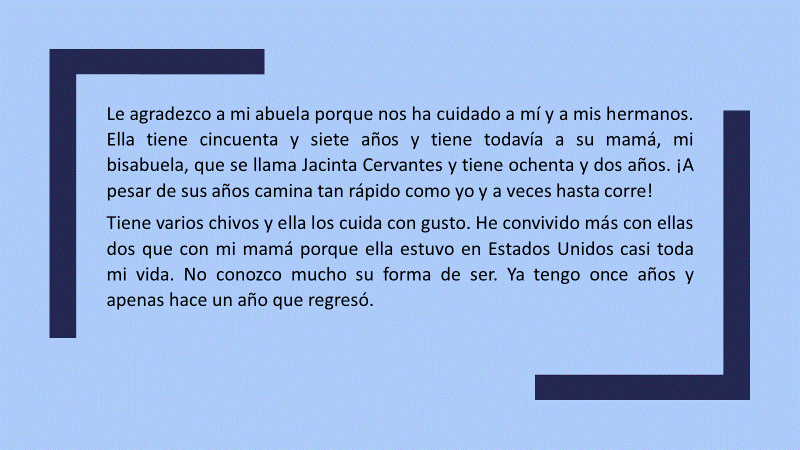 Le agradezco a mi abuela porque nos ha cuidado a mí y a mis hermanos.
Ella tiene cincuenta y siete años y tiene todavía a su mamá, mi
bisabuela, que se llama Jacinta Cervantes y tiene ochenta y dos años. ¡A
pesar de sus años camina tan rápido como yo y a veces hasta corre!
Tiene varios chivos y ella los cuida con gusto. He convivido más con ellas
dos que con mi mamá porque ella estuvo en Estados Unidos casi toda
mi vida. No conozco mucho su forma de ser. Ya tengo once años y
apenas hace un año que regresó.